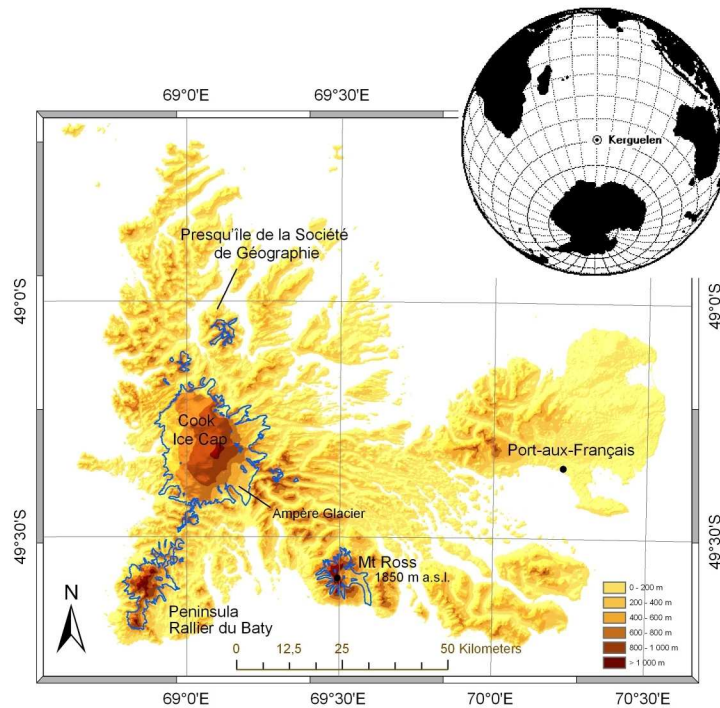 69°0'E
69°30'E
Kerguelen
Presqu'île de la Société
de Géographie
49°0'S
49°0'S
Cook
Ice Cap
Port-aux-Français
Ampère Glacier
49°30'S
49°30'S
Mt Ross
1850 m a.s.l.
N
Peninsula
Rallier du Baty
0 - 200 m
200 - 400 m
400 - 600 m
600 - 800 m
800 - 1 000 m
> 1 000 m
0 12,5 25 50 Kilometers
69°0'E
69°30'E
70°0'E
70°30'E